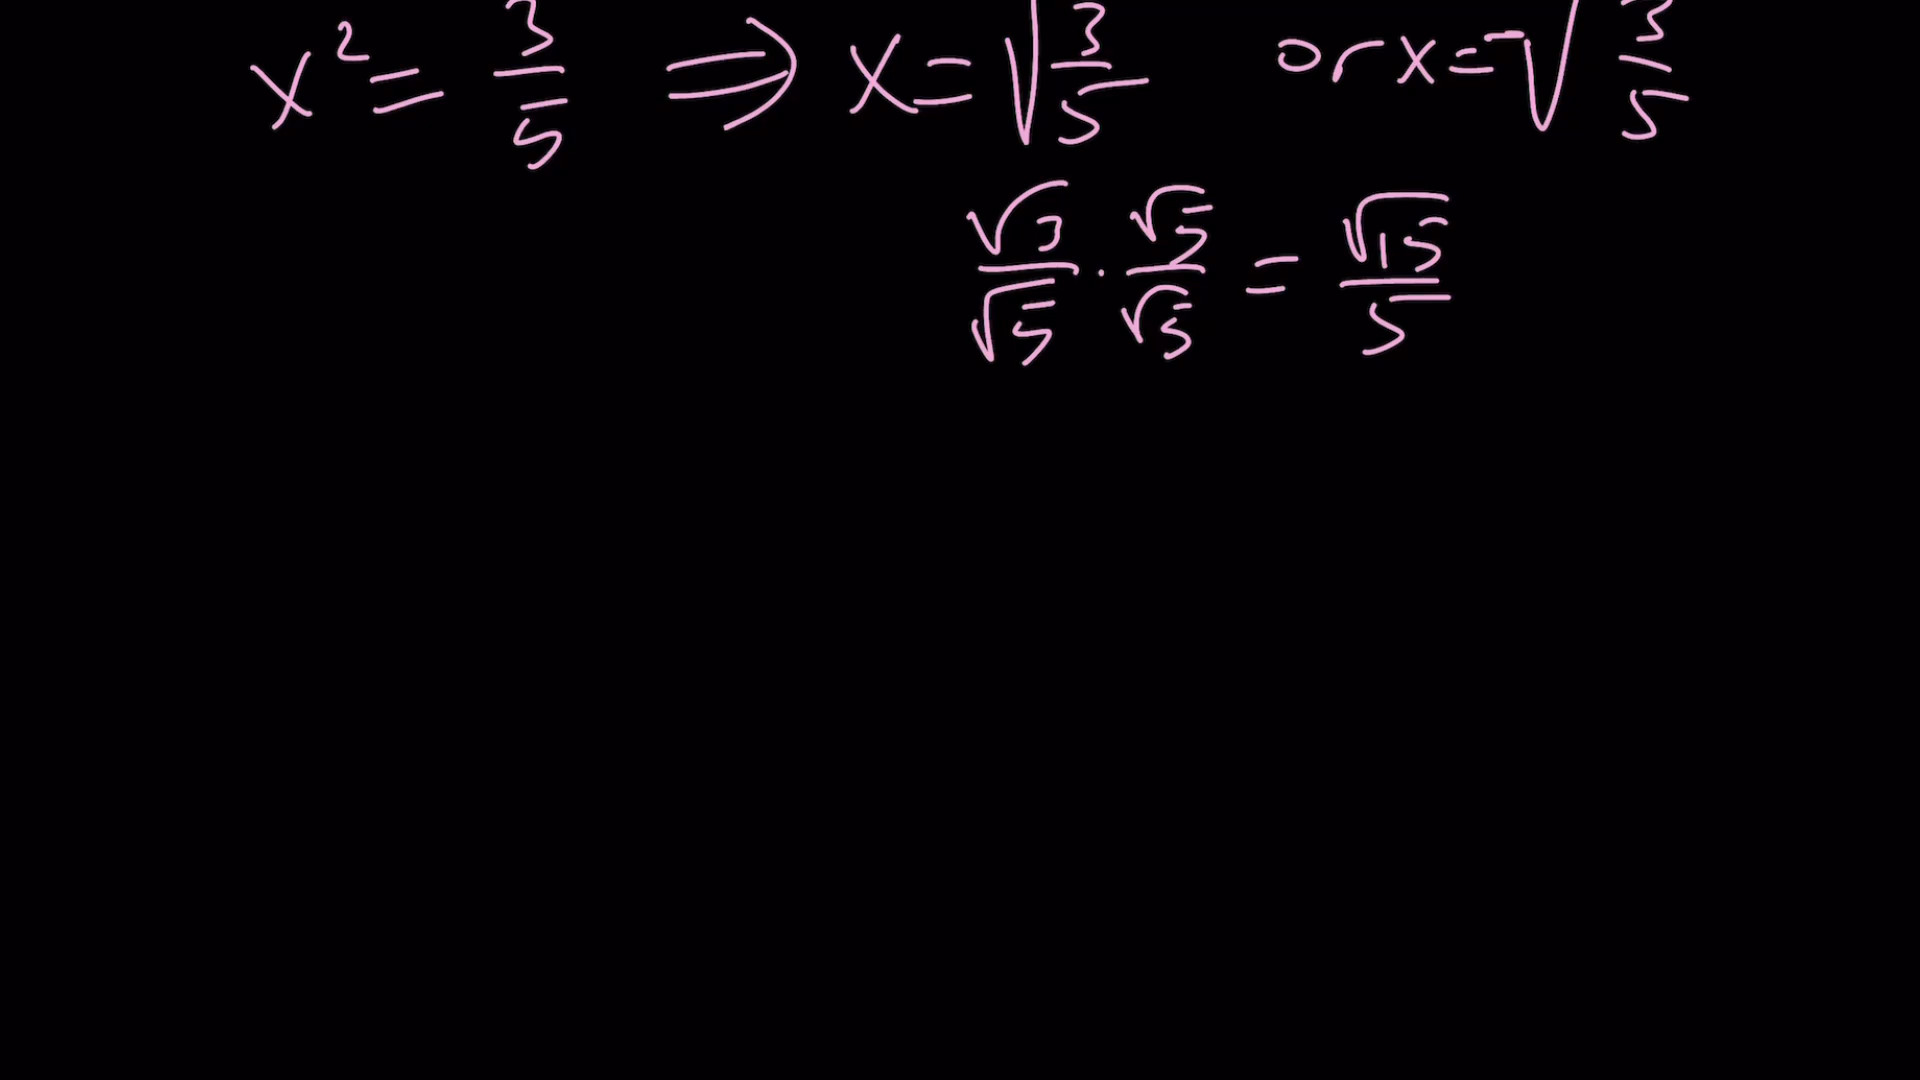 x² = 3/5 ⇒ x = √(3/5) or x = -√(3/5)
√3/√5 · √5/√5 = √15/5